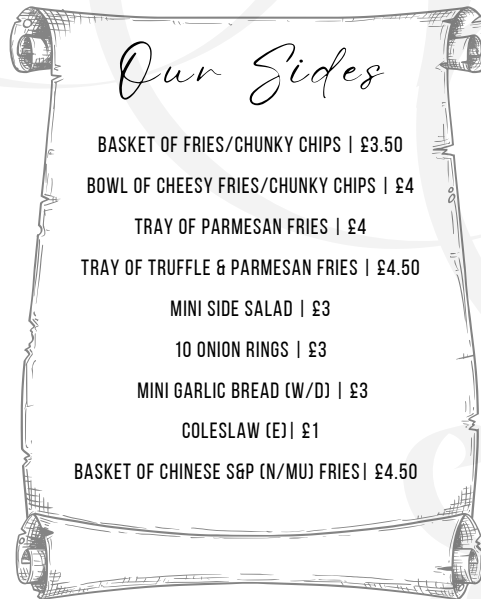 Our Sides
BASKET OF FRIES/CHUNKY CHIPS | £3.50
BOWL OF CHEESY FRIES/CHUNKY CHIPS | £4
TRAY OF PARMESAN FRIES | £4
TRAY OF TRUFFLE & PARMESAN FRIES | £4.50
MINI SIDE SALAD | £3
10 ONION RINGS | £3
MINI GARLIC BREAD (W/D) | £3
COLESLAW (E)| £1
BASKET OF CHINESE S&P (N/MU) FRIES| £4.50